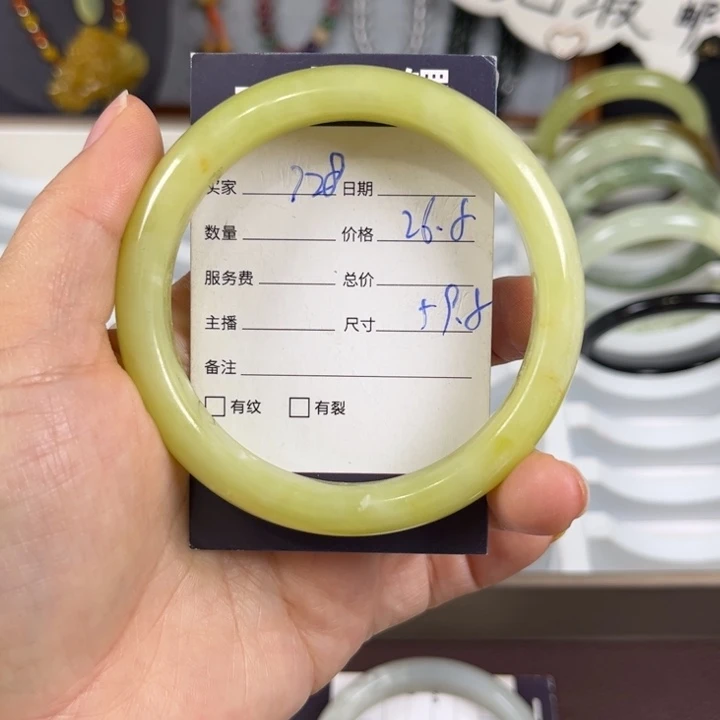 买家 728 日期
数量 价格 26.8
服务费 总价
主播 尺寸 59.8
备注
有纹 有裂